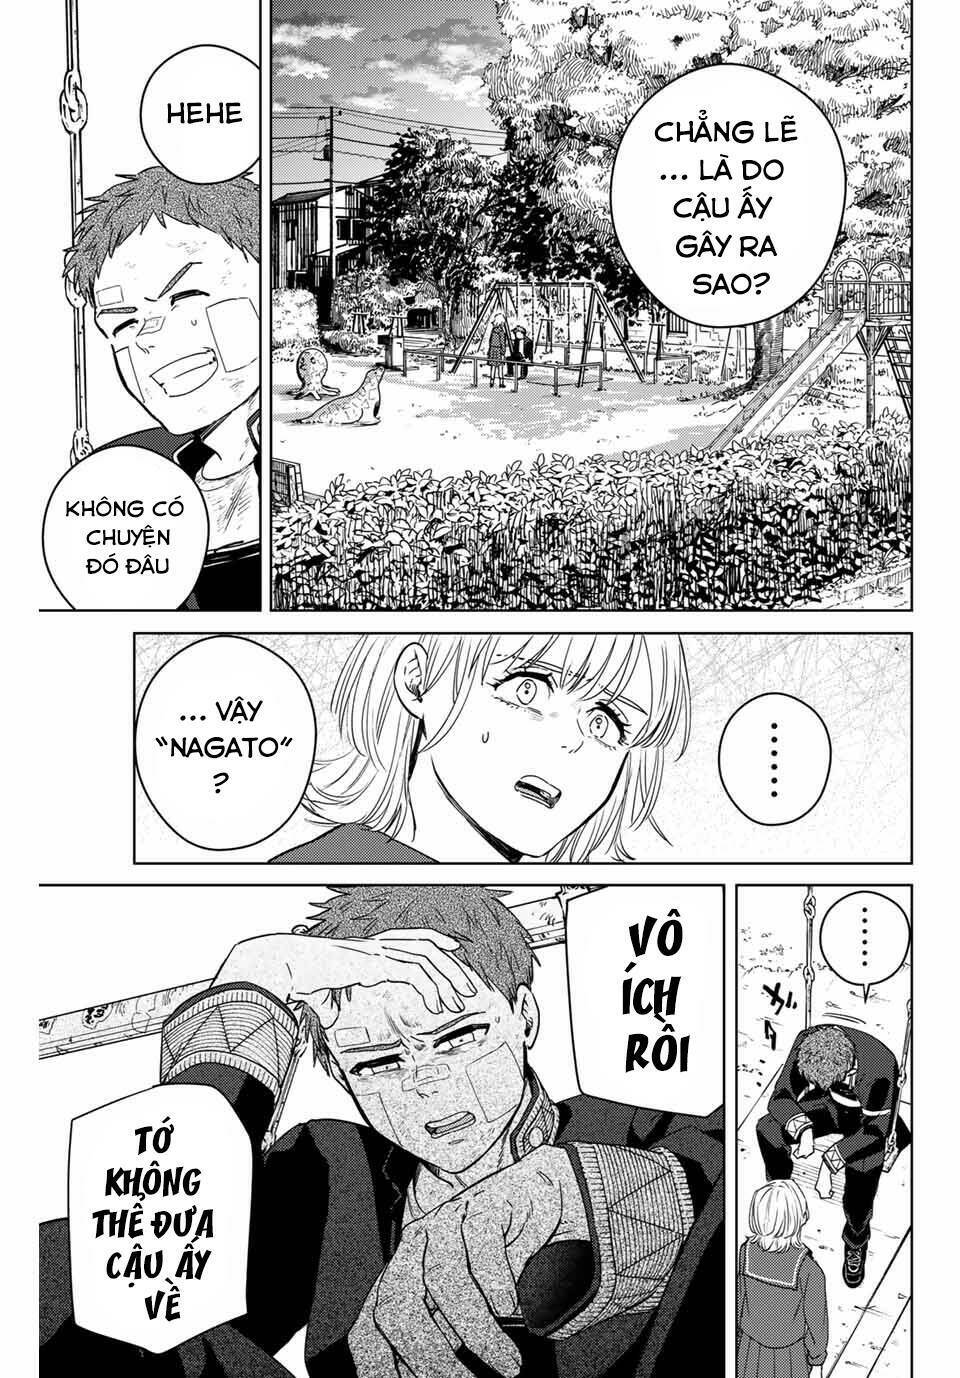 CHẲNG LẼ
... LÀ DO
CẬU ẤY
GÂY RA
SAO?
HEHE
KHÔNG CÓ
CHUYỆN
ĐÓ ĐÂU
......
... VẬY
“NAGATO”
?
......
VÔ
ÍCH
RỒI
TỚ
KHÔNG
THỂ ĐƯA
CẬU ẤY
VỀ